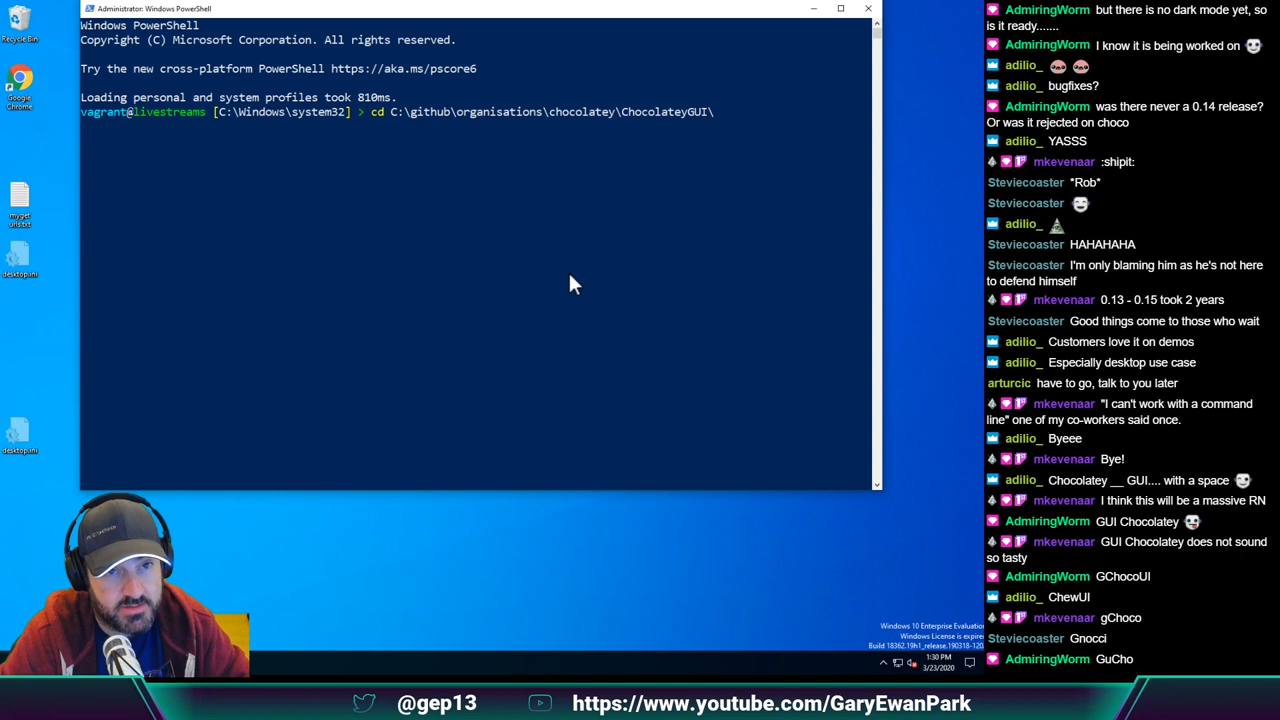 Administrator: Windows PowerShell
Windows PowerShell
Copyright (C) Microsoft Corporation. All rights reserved.
Try the new cross-platform PowerShell https://aka.ms/pscore6
Loading personal and system profiles took 810ms.
vagrant@livestreams [C:\Windows\system32] > cd C:\github\organisations\chocolatey\ChocolateyGUI\
Recycle Bin
Google
Chrome
myget
urls.txt
desktop.ini
desktop.ini
Windows 10 Enterprise Evaluation
Windows License is expired
Build 18362.19h1_release.190318-120
1:30 PM
3/23/2020
AdmiringWorm but there is no dark mode yet, so
is it ready.......
AdmiringWorm I know it is being worked on
adilio_
adilio_ bugfixes?
AdmiringWorm was there never a 0.14 release?
Or was it rejected on choco
adilio_ YASSS
mkevenaar :shipit:
Steviecoaster *Rob*
Steviecoaster
adilio_
Steviecoaster HAHAHAHA
Steviecoaster I'm only blaming him as he's not here
to defend himself
mkevenaar 0.13 - 0.15 took 2 years
Steviecoaster Good things come to those who wait
adilio_ Customers love it on demos
adilio_ Especially desktop use case
arturcic have to go, talk to you later
mkevenaar "I can't work with a command
line" one of my co-workers said once.
adilio_ Byeee
mkevenaar Bye!
adilio_ Chocolatey __ GUI.... with a space
mkevenaar I think this will be a massive RN
AdmiringWorm GUI Chocolatey
mkevenaar GUI Chocolatey does not sound
so tasty
AdmiringWorm GChocoUI
adilio_ ChewUI
mkevenaar gChoco
Steviecoaster Gnocci
AdmiringWorm GuCho
@gep13
https://www.youtube.com/GaryEwanPark